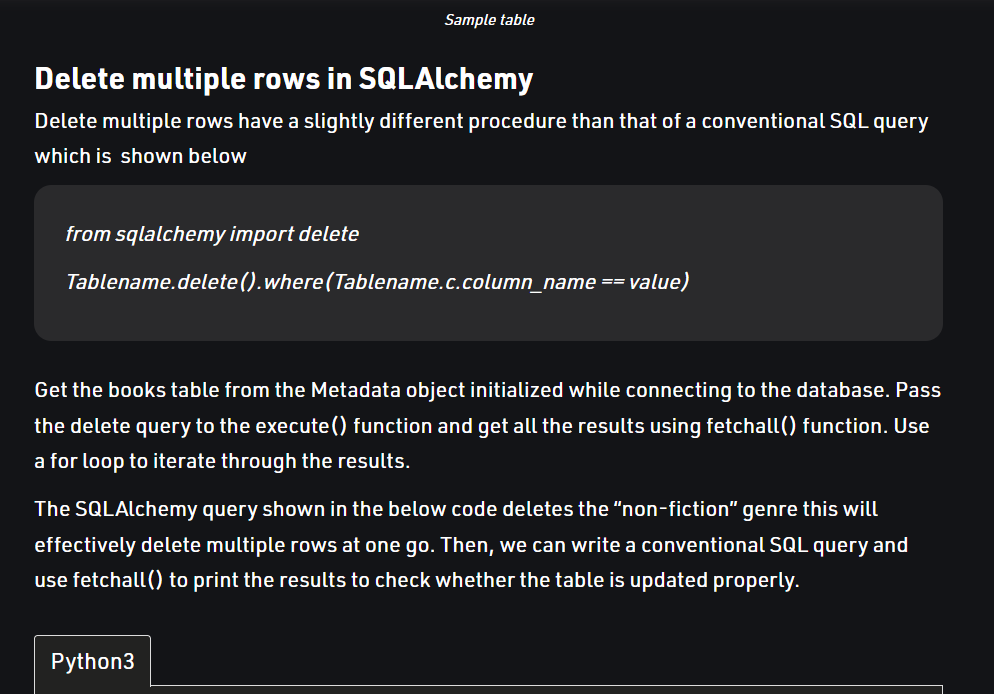 Sample table
Delete multiple rows in SQLAlchemy
Delete multiple rows have a slightly different procedure than that of a conventional SQL query
which is  shown below
from sqlalchemy import delete
Tablename.delete().where(Tablename.c.column_name == value)
Get the books table from the Metadata object initialized while connecting to the database. Pass
the delete query to the execute() function and get all the results using fetchall() function. Use
a for loop to iterate through the results.
The SQLAlchemy query shown in the below code deletes the “non-fiction” genre this will
effectively delete multiple rows at one go. Then, we can write a conventional SQL query and
use fetchall() to print the results to check whether the table is updated properly.
Python3